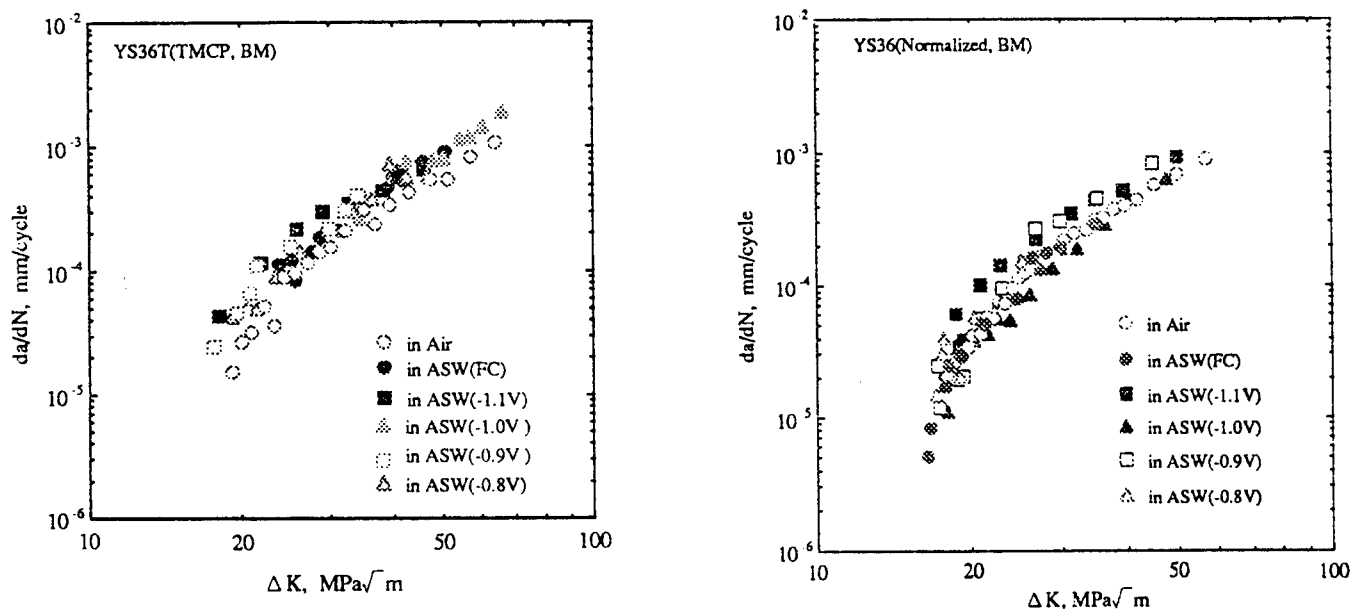 10-2
YS36T(TMCP, BM)
10-3
10-4
10-5
10-6
da/dN, mm/cycle
in Air
in ASW(FC)
in ASW(-1.1V)
in ASW(-1.0V )
in ASW(-0.9V )
in ASW(-0.8V)
10
20
50
100
Δ K, MPa√m
10-2
YS36(Normalized, BM)
10-3
10-4
10-5
10-6
da/dN, mm/cycle
in Air
in ASW(FC)
in ASW(-1.1V)
in ASW(-1.0V)
in ASW(-0.9V)
in ASW(-0.8V)
10
20
50
100
Δ K, MPa√m